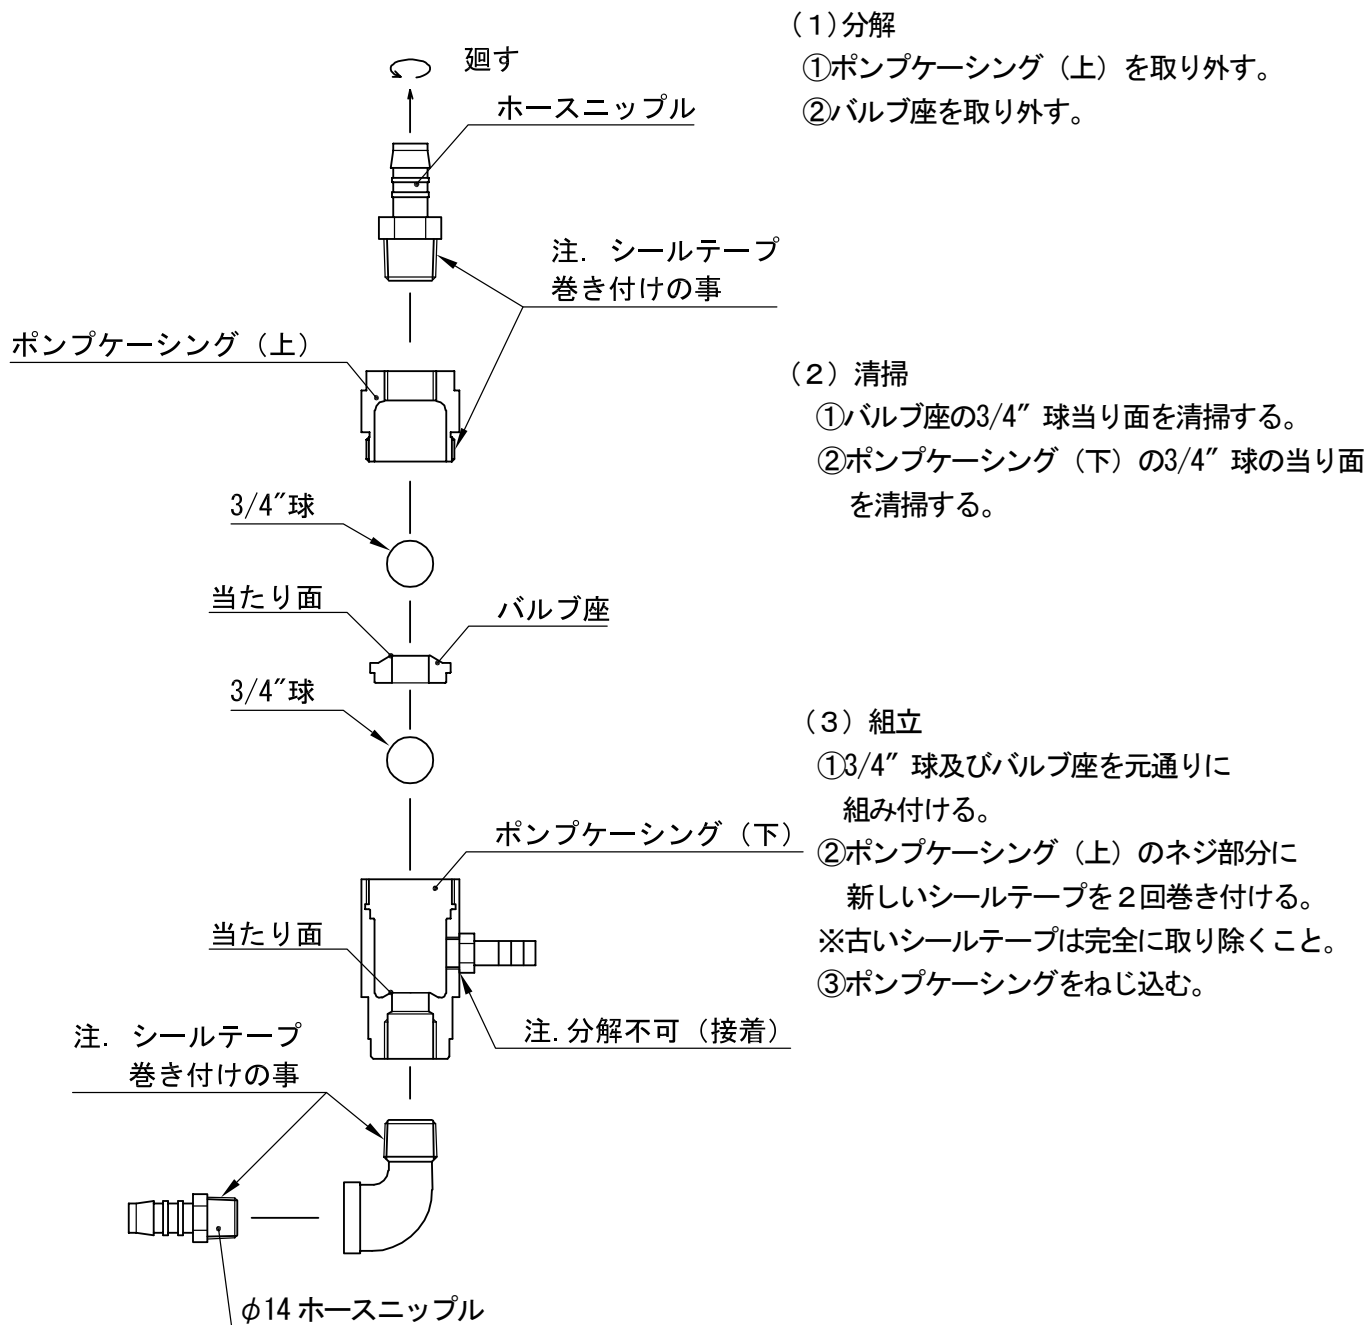 (1)分解
①ポンプケーシング（上）を取り外す。
②バルブ座を取り外す。
廻す
ホースニップル
注. シールテープ
巻き付けの事
ポンプケーシング（上）
(2) 清掃
①バルブ座の3/4″ 球当り面を清掃する。
②ポンプケーシング（下）の3/4″ 球の当り面
を清掃する。
3/4″球
当たり面
バルブ座
3/4″球
(3) 組立
①3/4″ 球及びバルブ座を元通りに
組み付ける。
②ポンプケーシング（上）のネジ部分に
新しいシールテープを２回巻き付ける。
※古いシールテープは完全に取り除くこと。
③ポンプケーシングをねじ込む。
ポンプケーシング（下）
当たり面
注.分解不可（接着）
注. シールテープ
巻き付けの事
φ14 ホースニップル